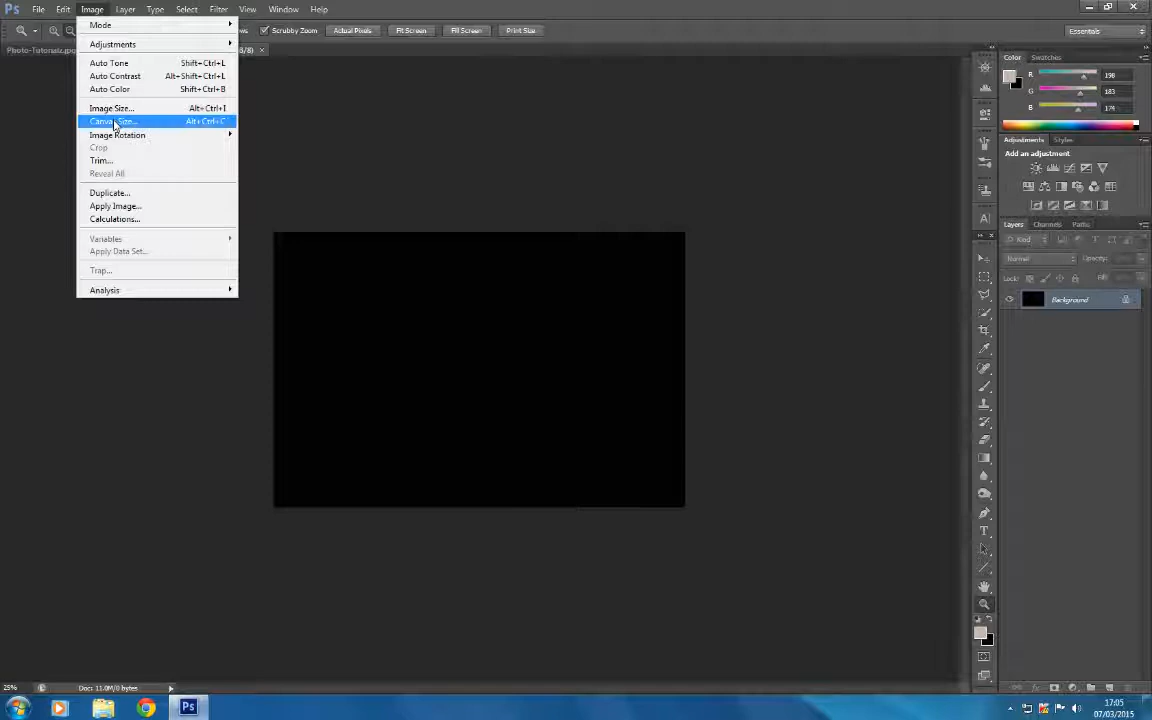 Ps File Edit Image Layer Type Select Filter View Window Help
Scrubby Zoom Actual Pixels Fit Screen Fill Screen Print Size Essentials
Mode
Adjustments
Auto Tone Shift+Ctrl+L
Auto Contrast Alt+Shift+Ctrl+L
Auto Color Shift+Ctrl+B
Image Size... Alt+Ctrl+I
Canvas Size... Alt+Ctrl+C
Image Rotation
Crop
Trim...
Reveal All
Duplicate...
Apply Image...
Calculations...
Variables
Apply Data Set...
Trap...
Analysis
Color Swatches
R 198
G 183
B 174
Adjustments Styles
Add an adjustment
Layers Channels Paths
Kind
Normal Opacity:
Lock: Fill:
Background
25% Doc: 11.0M/0 bytes
Ps 17:05
07/03/2015